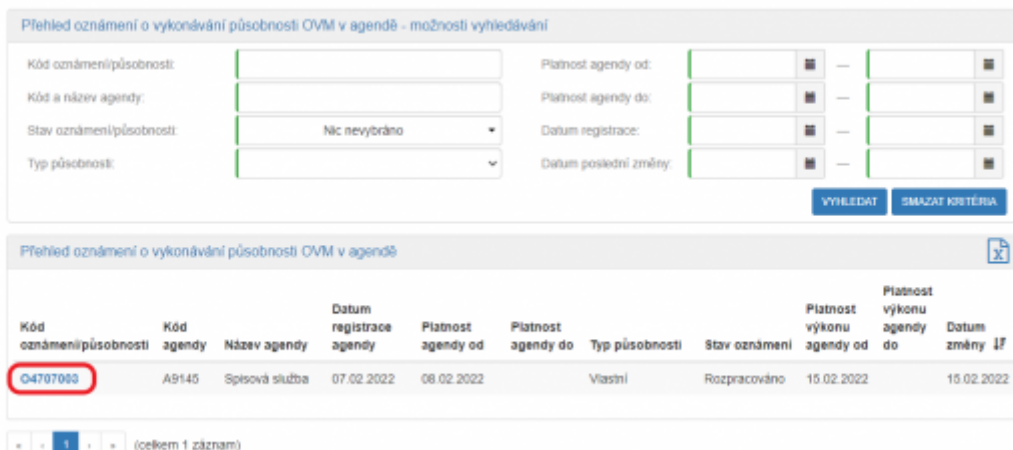 Přehled oznámení o vykonávání působnosti OVM v agendě - možnosti vyhledávání
Kód oznámení/působnosti: Platnost agendy od: —
Kód a název agendy: Platnost agendy do: —
Stav oznámení/působnosti: Nic nevybráno Datum registrace: —
Typ působnosti: Datum poslední změny: —
VYHLEDAT SMAZAT KRITÉRIA
Přehled oznámení o vykonávání působnosti OVM v agendě
Kód oznámení/působnosti Kód agendy Název agendy Datum registrace agendy Platnost agendy od Platnost agendy do Typ působnosti Stav oznámení Platnost výkonu agendy od Platnost výkonu agendy do Datum změny
O4707003 A9145 Spisová služba 07.02.2022 08.02.2022 Vlastní Rozpracováno 15.02.2022 15.02.2022
« ‹ 1 › » (celkem 1 záznam)